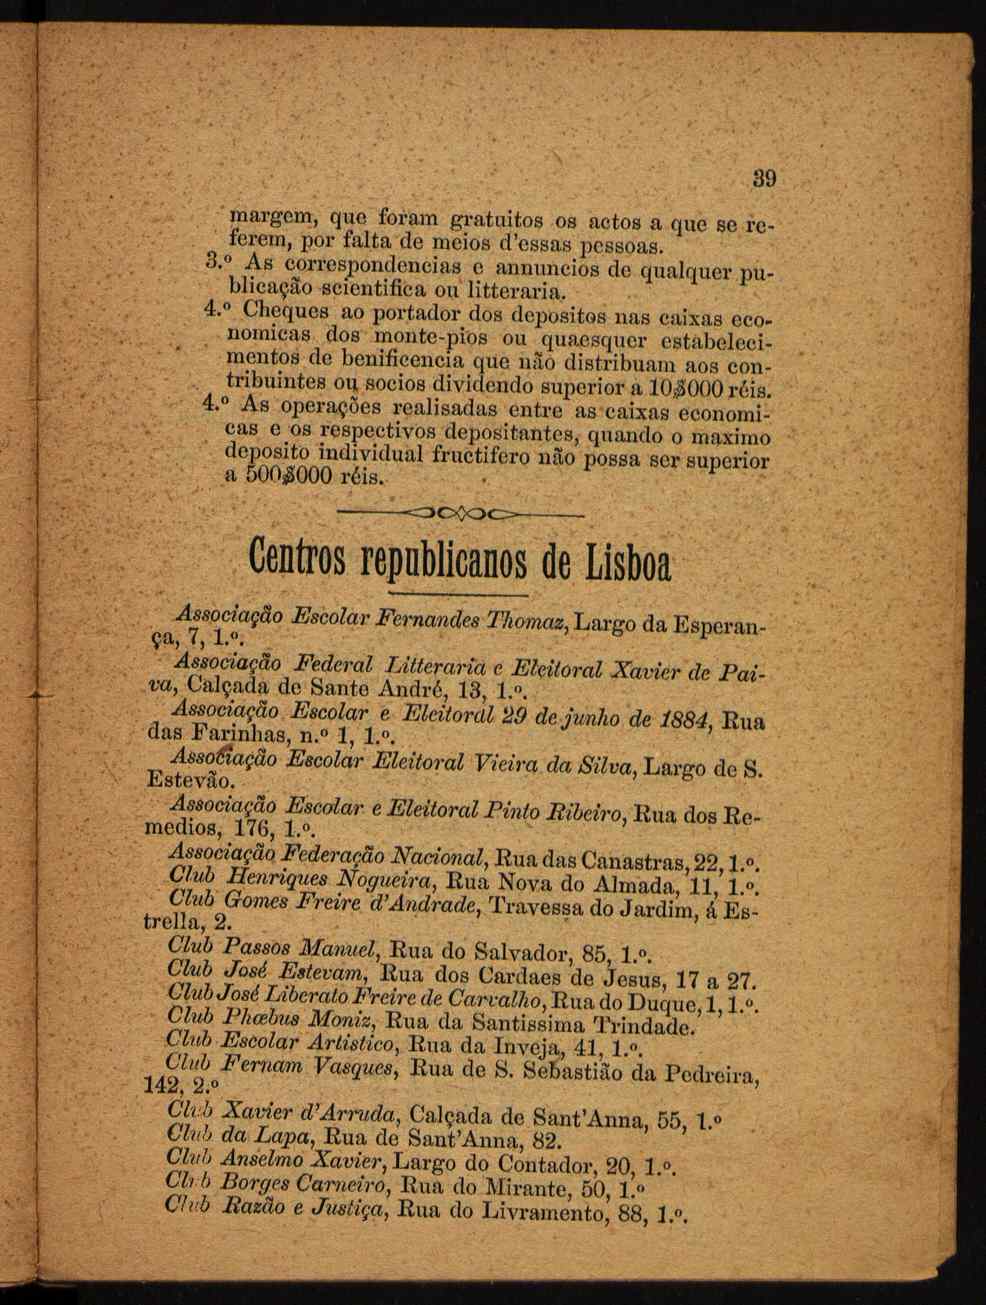 39
margem, que foram gratuitos os actos a que se re-
ferem, por falta de meios d'essas pessoas.
3.º As correspondencias e annuncios de qualquer pu-
blicação scientifica ou litteraria.
4.º Cheques ao portador dos depositos nas caixas eco-
nomicas dos monte-pios ou quaesquer estabeleci-
mentos de benificencia que não distribuam aos con-
tribuintes ou socios dividendo superior a 10$000 réis.
4.º As operações realisadas entre as caixas economi-
cas e os respectivos depositantes, quando o maximo
deposito individual fructifero não possa ser superior
a 500$000 réis.
Centros republicanos de Lisboa
Associação Escolar Fernandes Thomaz, Largo da Esperan-
ça, 7, 1.º.
Associação Federal Litteraria e Eleitoral Xavier de Pai-
va, Calçada de Santo André, 13, 1.º.
Associação Escolar e Eleitoral 29 de junho de 1884, Rua
das Farinhas, n.º 1, 1.º.
Associação Escolar Eleitoral Vieira da Silva, Largo de S.
Estevão.
Associação Escolar e Eleitoral Pinto Ribeiro, Rua dos Re-
medios, 176, 1.º.
Associação Federação Nacional, Rua das Canastras, 22, 1.º.
Club Henriques Nogueira, Rua Nova do Almada, 11, 1.º.
Club Gomes Freire d'Andrade, Travessa do Jardim, á Es-
trella, 2.
Club Passos Manuel, Rua do Salvador, 85, 1.º.
Club José Estevam, Rua dos Cardaes de Jesus, 17 a 27.
Club José Liberato Freire de Carvalho, Rua do Duque, 1, 1.º.
Club Phœbus Moniz, Rua da Santissima Trindade.
Club Escolar Artistico, Rua da Inveja, 41, 1.º.
Club Fernam Vasques, Rua de S. Sebastião da Pedreira,
142, 2.º
Club Xavier d'Arruda, Calçada de Sant'Anna, 55, 1.º
Club da Lapa, Rua de Sant'Anna, 82.
Club Anselmo Xavier, Largo do Contador, 20, 1.º.
Club Borges Carneiro, Rua do Mirante, 50, 1.º
Club Razão e Justiça, Rua do Livramento, 88, 1.º.